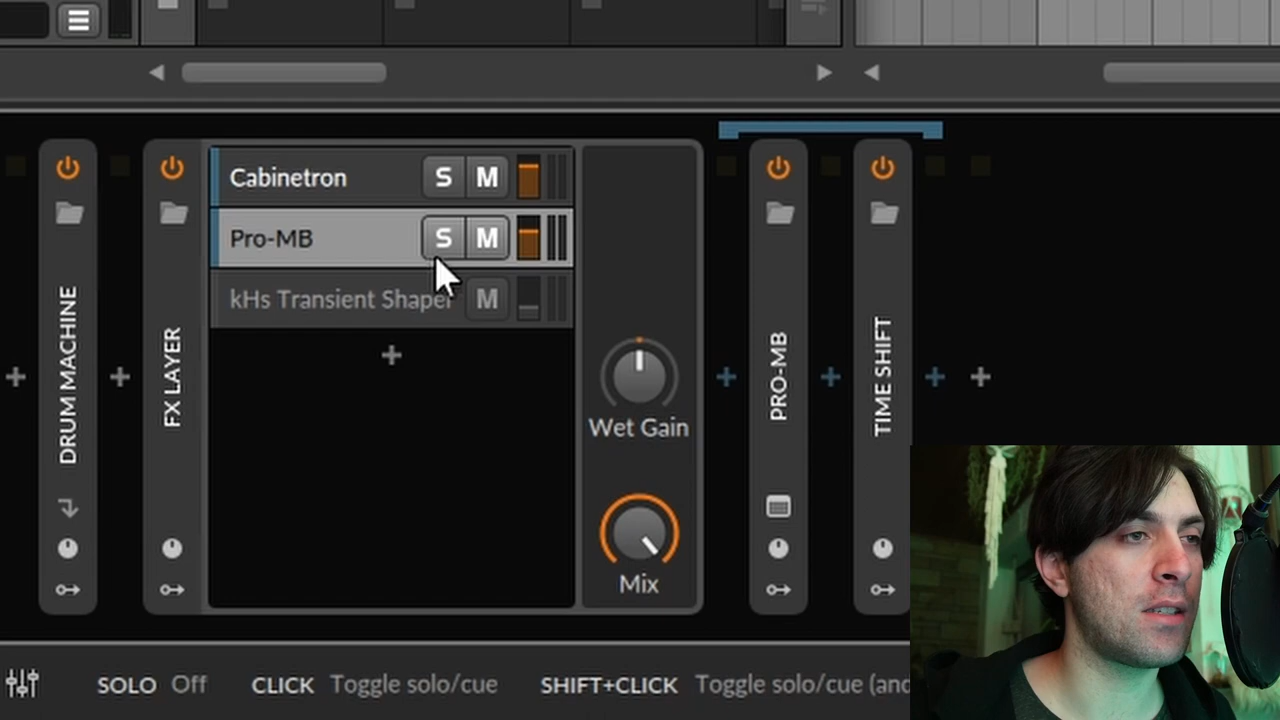 Cabinetron S M
Pro-MB S M
kHs Transient Shaper M
DRUM MACHINE
FX LAYER
Wet Gain
Mix
PRO-MB
TIME SHIFT
SOLO Off CLICK Toggle solo/cue SHIFT+CLICK Toggle solo/cue (and